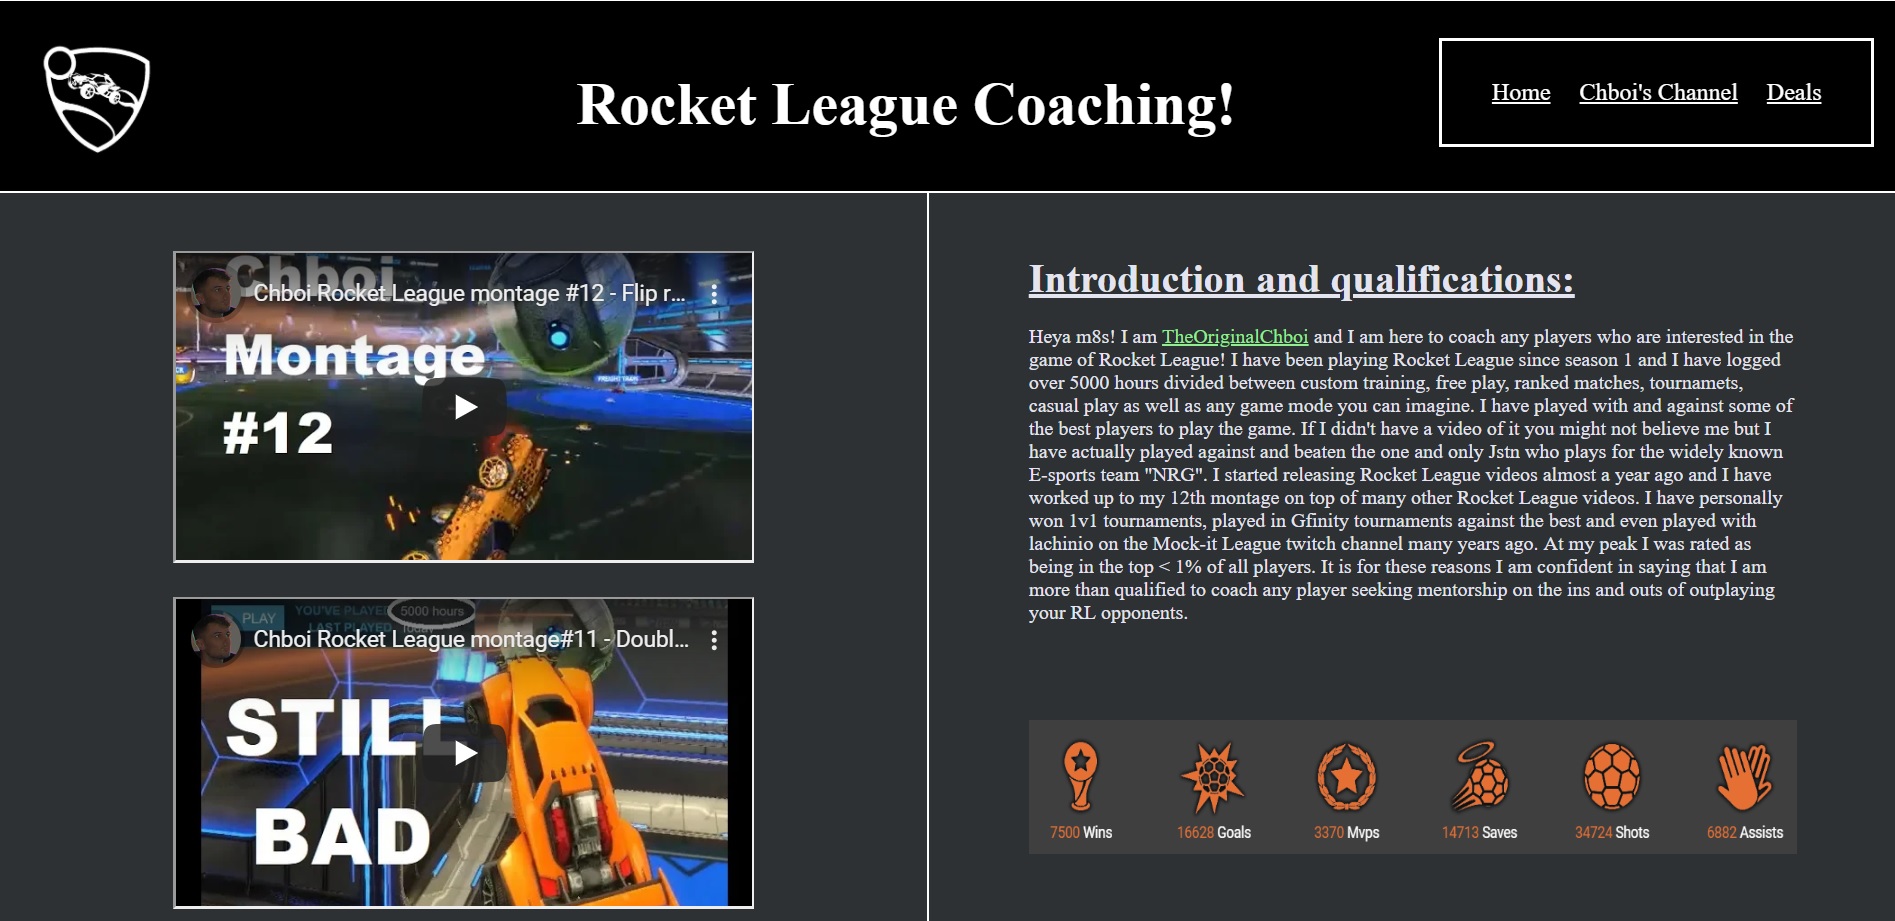 Rocket League Coaching!
Home Chboi's Channel Deals
Chboi
Chboi Rocket League montage #12 - Flip r...
Montage
#12
FREIGHT TRAIN
PLAY
YOU'VE PLAYED 5000 hours
LAST PLAYED Today
Chboi Rocket League montage#11 - Doubl...
STILL
BAD
Introduction and qualifications:
Heya m8s! I am TheOriginalChboi and I am here to coach any players who are interested in the
game of Rocket League! I have been playing Rocket League since season 1 and I have logged
over 5000 hours divided between custom training, free play, ranked matches, tournamets,
casual play as well as any game mode you can imagine. I have played with and against some of
the best players to play the game. If I didn't have a video of it you might not believe me but I
have actually played against and beaten the one and only Jstn who plays for the widely known
E-sports team "NRG". I started releasing Rocket League videos almost a year ago and I have
worked up to my 12th montage on top of many other Rocket League videos. I have personally
won 1v1 tournaments, played in Gfinity tournaments against the best and even played with
lachinio on the Mock-it League twitch channel many years ago. At my peak I was rated as
being in the top < 1% of all players. It is for these reasons I am confident in saying that I am
more than qualified to coach any player seeking mentorship on the ins and outs of outplaying
your RL opponents.
7500 Wins 16628 Goals 3370 Mvps 14713 Saves 34724 Shots 6882 Assists